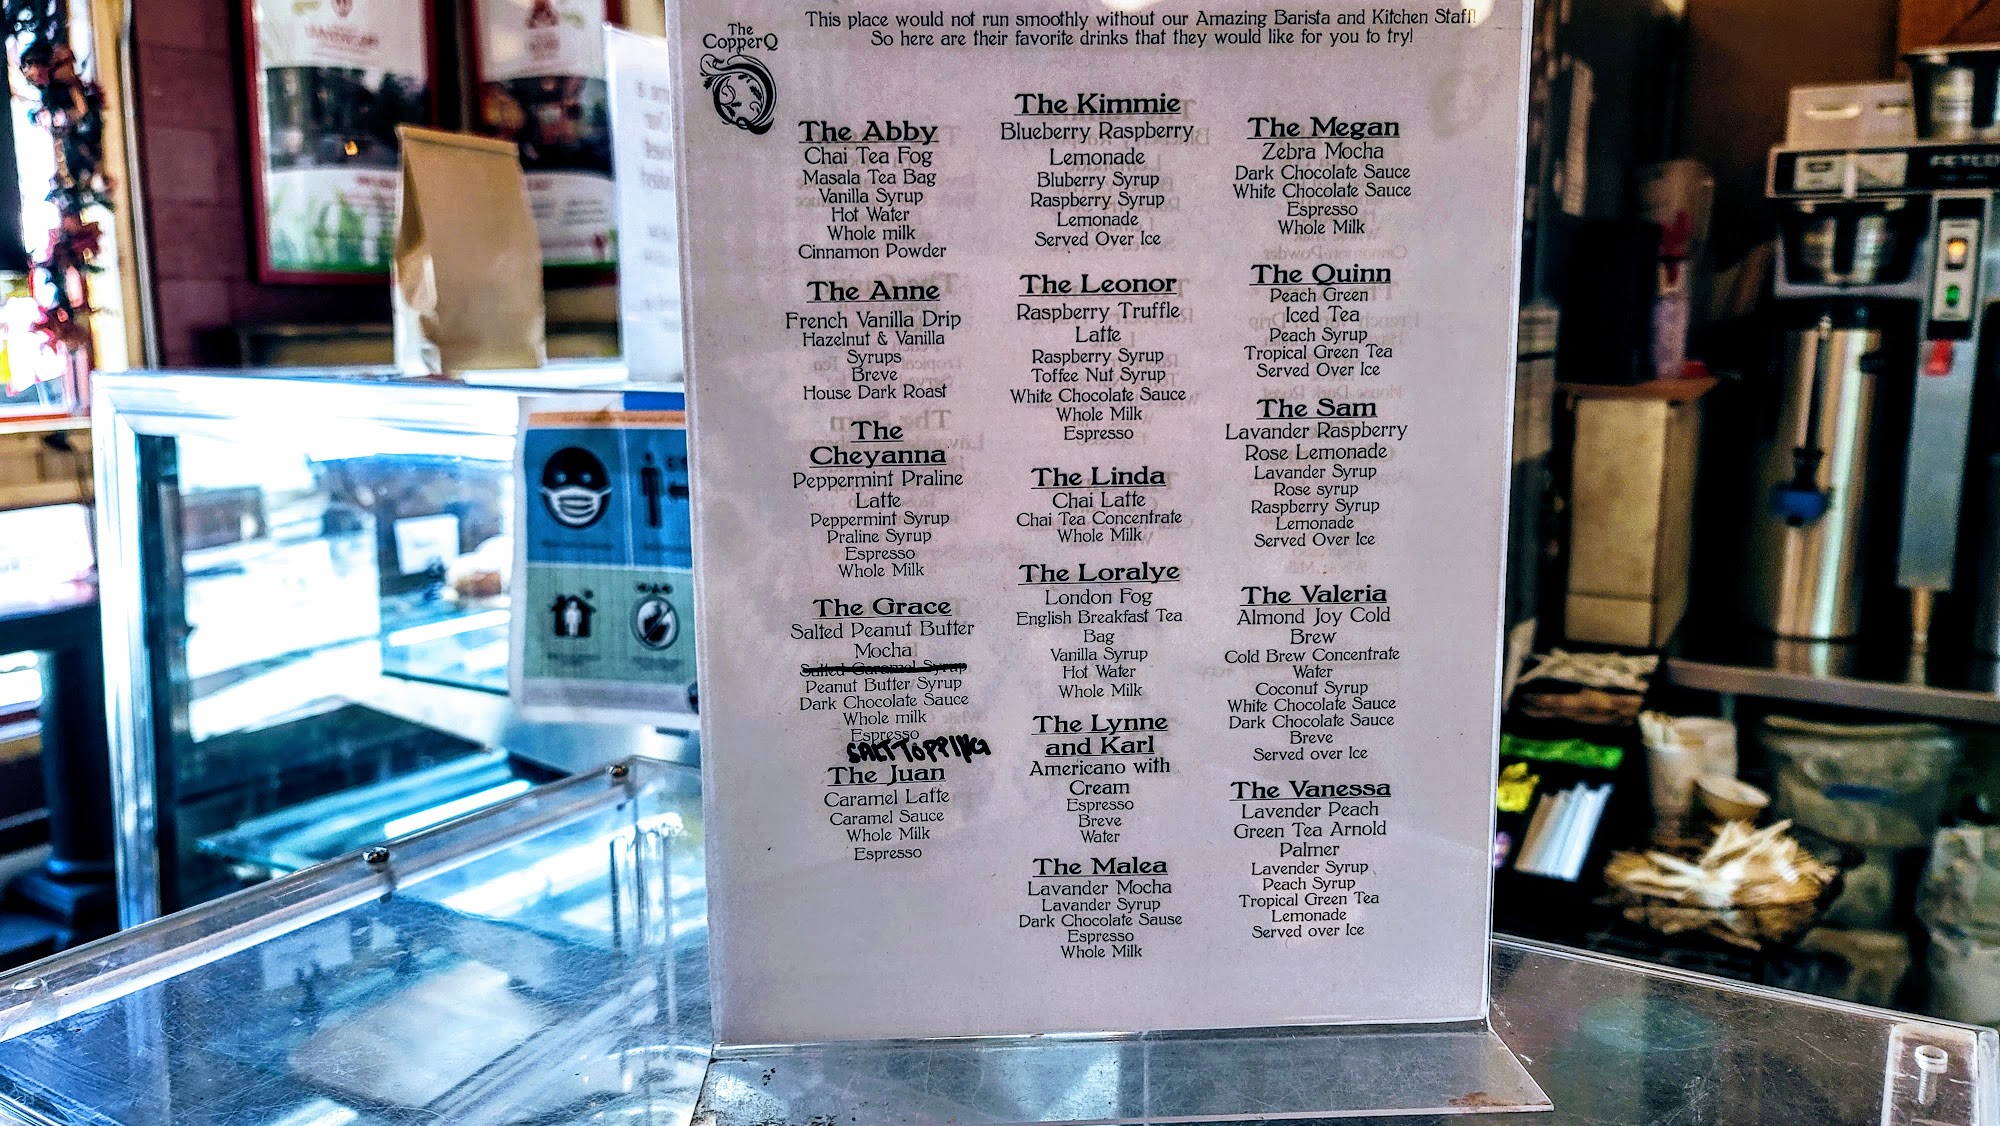 The
CopperQ
This place would not run smoothly without our Amazing Barista and Kitchen Staff!
So here are their favorite drinks that they would like for you to try!
The Abby
Chai Tea Fog
Masala Tea Bag
Vanilla Syrup
Hot Water
Whole milk
Cinnamon Powder
The Anne
French Vanilla Drip
Hazelnut & Vanilla
Syrups
Breve
House Dark Roast
The
Cheyanna
Peppermint Praline
Latte
Peppermint Syrup
Praline Syrup
Espresso
Whole Milk
The Grace
Salted Peanut Butter
Mocha
Salted Caramel Syrup
Peanut Butter Syrup
Dark Chocolate Sauce
Whole milk
Espresso
SALT TOPPING
The Juan
Caramel Latte
Caramel Sauce
Whole Milk
Espresso
The Kimmie
Blueberry Raspberry
Lemonade
Bluberry Syrup
Raspberry Syrup
Lemonade
Served Over Ice
The Leonor
Raspberry Truffle
Latte
Raspberry Syrup
Toffee Nut Syrup
White Chocolate Sauce
Whole Milk
Espresso
The Linda
Chai Latte
Chai Tea Concentrate
Whole Milk
The Loralye
London Fog
English Breakfast Tea
Bag
Vanilla Syrup
Hot Water
Whole Milk
The Lynne
and Karl
Americano with
Cream
Espresso
Breve
Water
The Malea
Lavander Mocha
Lavander Syrup
Dark Chocolate Sause
Espresso
Whole Milk
The Megan
Zebra Mocha
Dark Chocolate Sauce
White Chocolate Sauce
Espresso
Whole Milk
The Quinn
Peach Green
Iced Tea
Peach Syrup
Tropical Green Tea
Served Over Ice
The Sam
Lavander Raspberry
Rose Lemonade
Lavander Syrup
Rose syrup
Raspberry Syrup
Lemonade
Served Over Ice
The Valeria
Almond Joy Cold
Brew
Cold Brew Concentrate
Water
Coconut Syrup
White Chocolate Sauce
Dark Chocolate Sauce
Breve
Served over Ice
The Vanessa
Lavender Peach
Green Tea Arnold
Palmer
Lavender Syrup
Peach Syrup
Tropical Green Tea
Lemonade
Served over Ice
FETCO